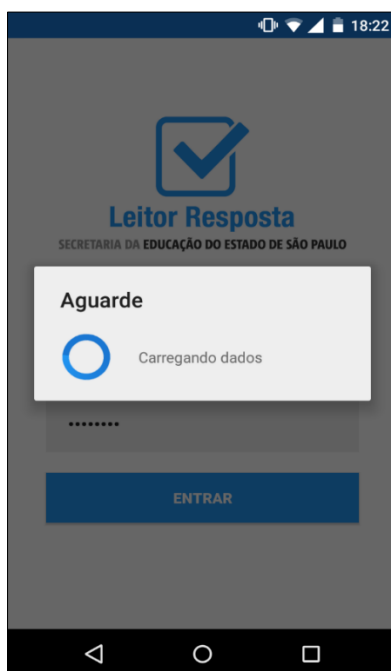 18:22
Leitor Resposta
SECRETARIA DA EDUCAÇÃO DO ESTADO DE SÃO PAULO
Aguarde
Carregando dados
••••••••
ENTRAR